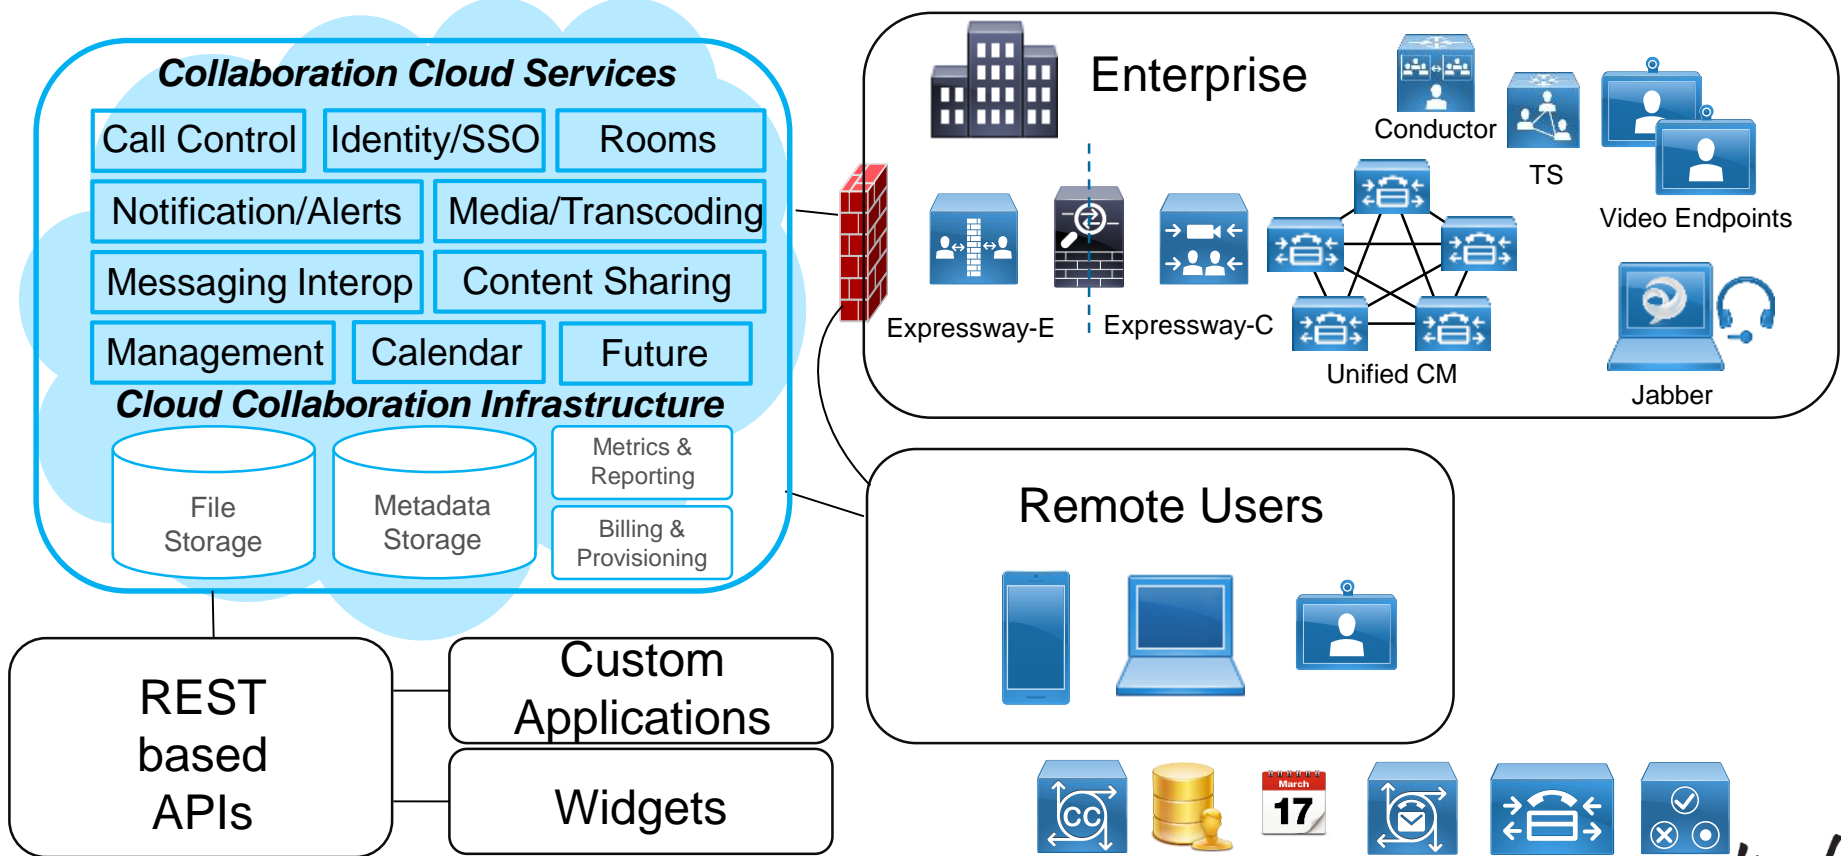 Collaboration Cloud Services
Call Control
Identity/SSO
Rooms
Notification/Alerts
Media/Transcoding
Messaging Interop
Content Sharing
Management
Calendar
Future
Cloud Collaboration Infrastructure
File
Storage
Metadata
Storage
Metrics &
Reporting
Billing &
Provisioning
Enterprise
Conductor
TS
Video Endpoints
Expressway-E
Expressway-C
Unified CM
Jabber
Remote Users
REST
based
APIs
Custom
Applications
Widgets
CC
March
17